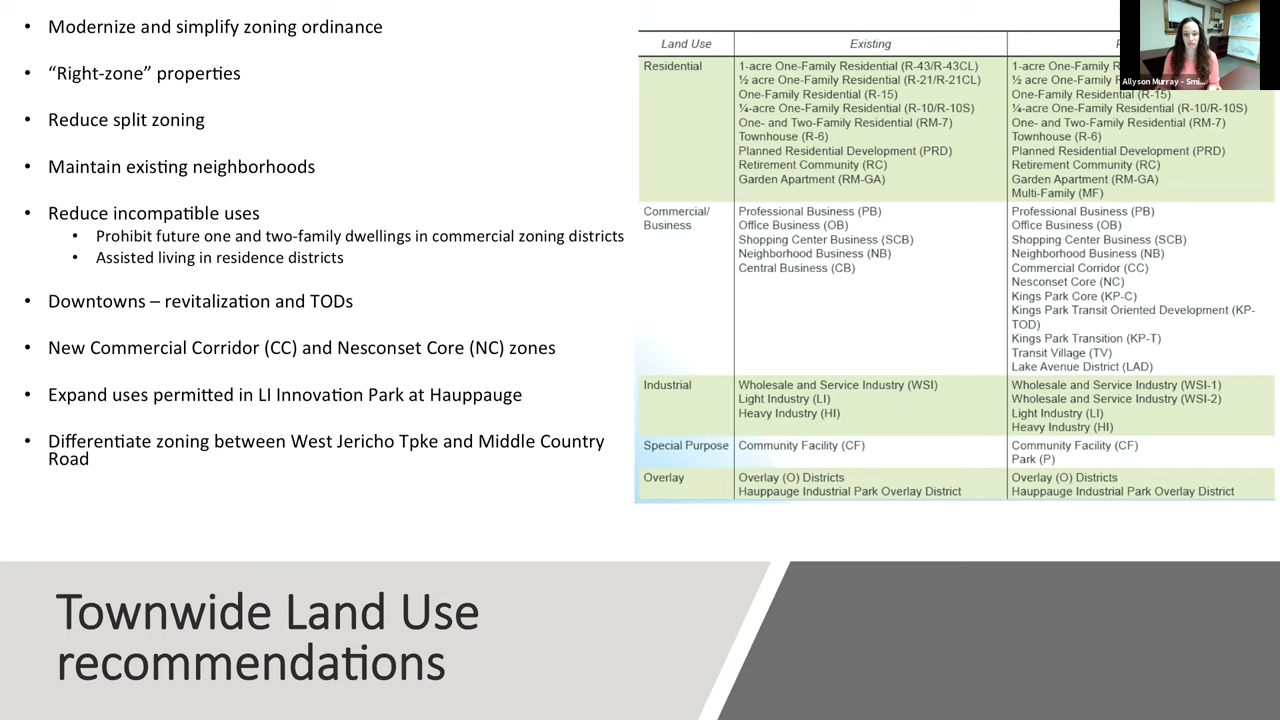 • Modernize and simplify zoning ordinance
• “Right-zone” properties
• Reduce split zoning
• Maintain existing neighborhoods
• Reduce incompatible uses
• Prohibit future one and two-family dwellings in commercial zoning districts
• Assisted living in residence districts
• Downtowns – revitalization and TODs
• New Commercial Corridor (CC) and Nesconset Core (NC) zones
• Expand uses permitted in LI Innovation Park at Hauppauge
• Differentiate zoning between West Jericho Tpke and Middle Country
Road
Land Use
Existing
Residential
1-acre One-Family Residential (R-43/R-43CL)
½ acre One-Family Residential (R-21/R-21CL)
One-Family Residential (R-15)
¼-acre One-Family Residential (R-10/R-10S)
One- and Two-Family Residential (RM-7)
Townhouse (R-6)
Planned Residential Development (PRD)
Retirement Community (RC)
Garden Apartment (RM-GA)
1-acre One-Family
½ acre One-Family
One-Family Residential (R-15)
¼-acre One-Family Residential (R-10/R-10S)
One- and Two-Family Residential (RM-7)
Townhouse (R-6)
Planned Residential Development (PRD)
Retirement Community (RC)
Garden Apartment (RM-GA)
Multi-Family (MF)
Commercial/
Business
Professional Business (PB)
Office Business (OB)
Shopping Center Business (SCB)
Neighborhood Business (NB)
Central Business (CB)
Professional Business (PB)
Office Business (OB)
Shopping Center Business (SCB)
Neighborhood Business (NB)
Commercial Corridor (CC)
Nesconset Core (NC)
Kings Park Core (KP-C)
Kings Park Transit Oriented Development (KP-
TOD)
Kings Park Transition (KP-T)
Transit Village (TV)
Lake Avenue District (LAD)
Industrial
Wholesale and Service Industry (WSI)
Light Industry (LI)
Heavy Industry (HI)
Wholesale and Service Industry (WSI-1)
Wholesale and Service Industry (WSI-2)
Light Industry (LI)
Heavy Industry (HI)
Special Purpose
Community Facility (CF)
Community Facility (CF)
Park (P)
Overlay
Overlay (O) Districts
Hauppauge Industrial Park Overlay District
Overlay (O) Districts
Hauppauge Industrial Park Overlay District
Allyson Murray - Smi...
Townwide Land Use
recommendations